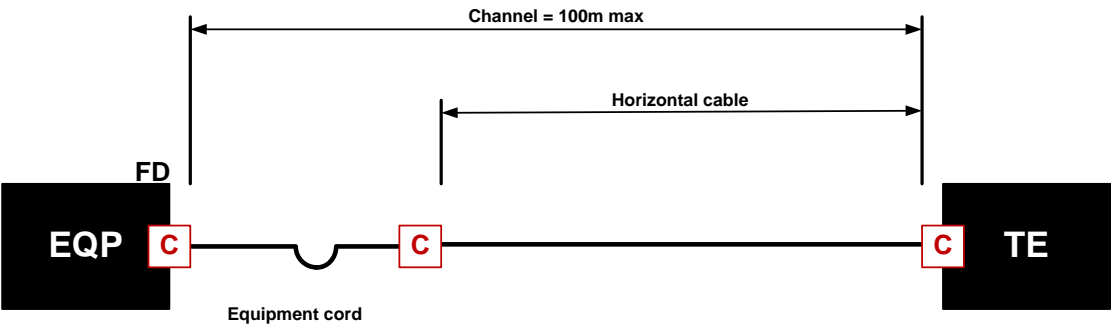 Channel = 100m max
Horizontal cable
FD
EQP C C C TE
Equipment cord